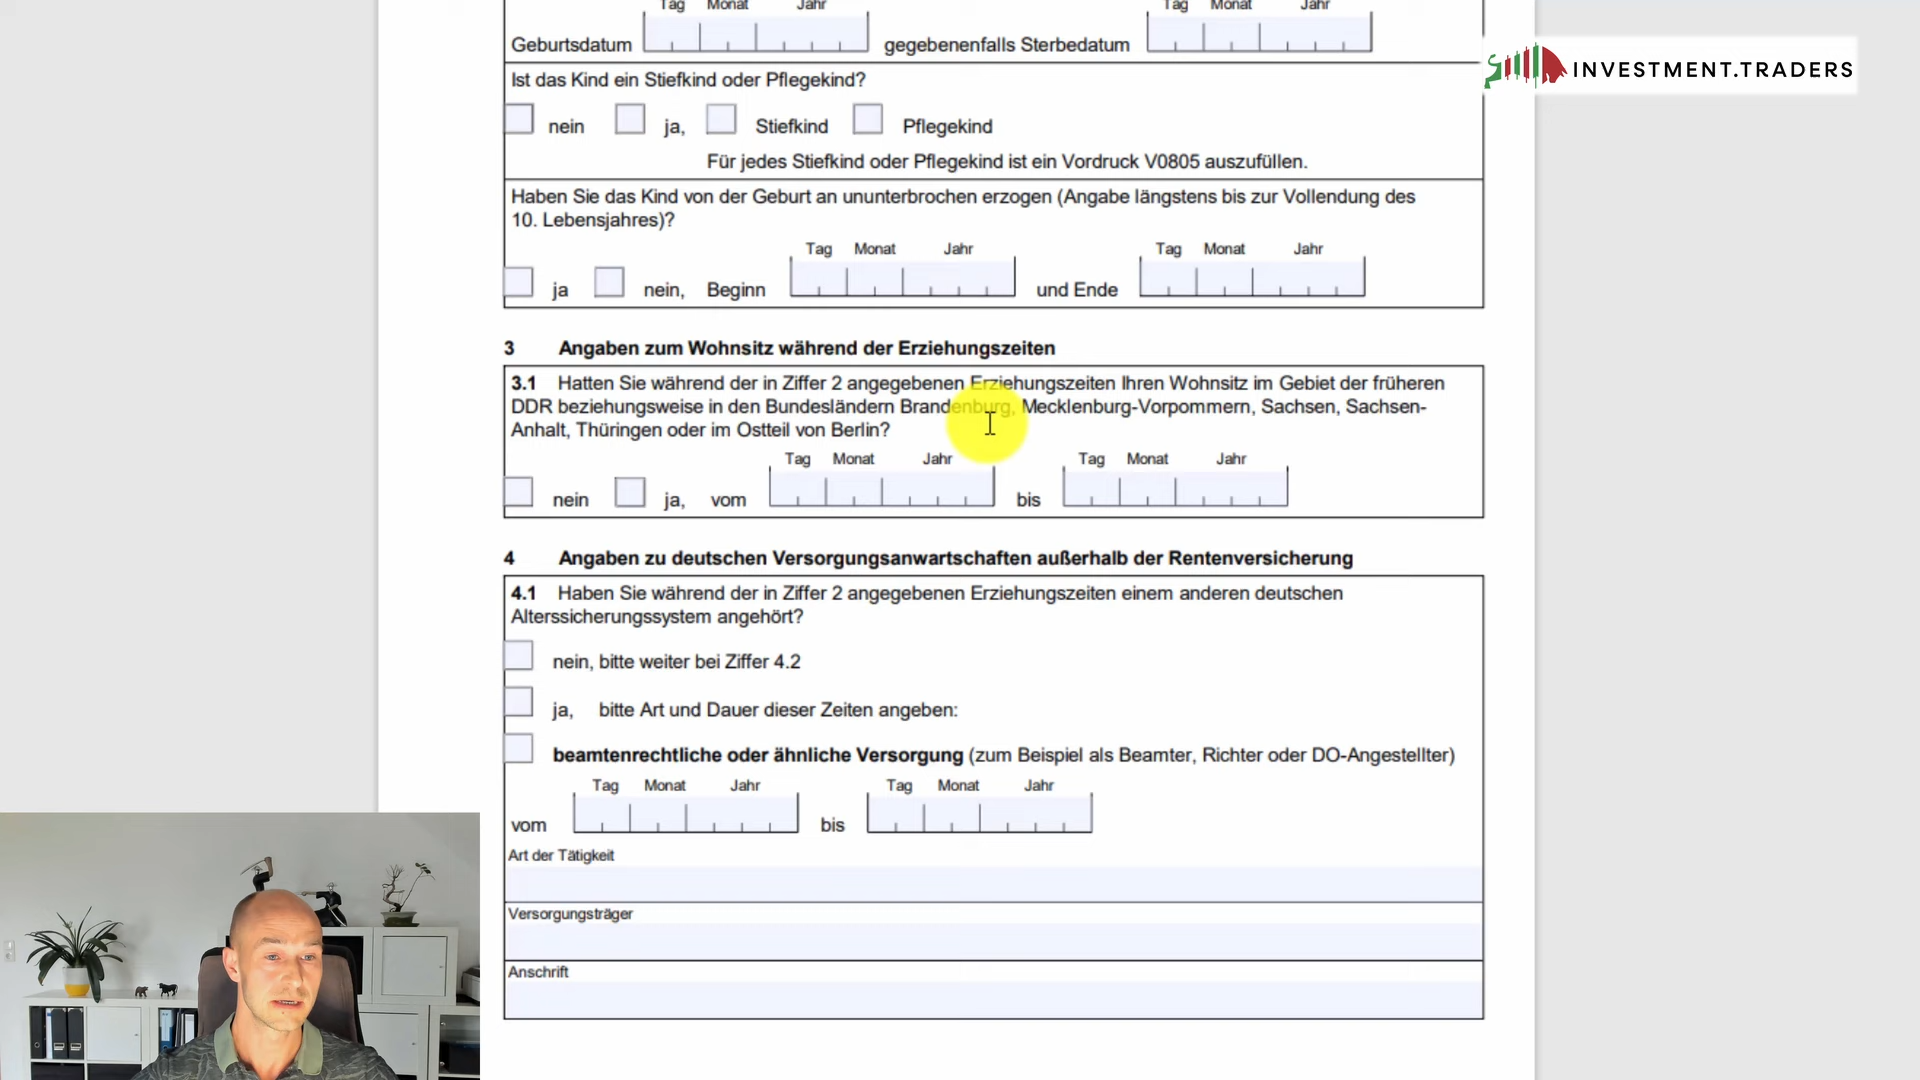 Tag Monat Jahr Tag Monat Jahr
Geburtsdatum gegebenenfalls Sterbedatum
INVESTMENT.TRADERS
Ist das Kind ein Stiefkind oder Pflegekind?
nein ja, Stiefkind Pflegekind
Für jedes Stiefkind oder Pflegekind ist ein Vordruck V0805 auszufüllen.
Haben Sie das Kind von der Geburt an ununterbrochen erzogen (Angabe längstens bis zur Vollendung des
10. Lebensjahres)?
Tag Monat Jahr Tag Monat Jahr
ja nein, Beginn und Ende
3 Angaben zum Wohnsitz während der Erziehungszeiten
3.1 Hatten Sie während der in Ziffer 2 angegebenen Erziehungszeiten Ihren Wohnsitz im Gebiet der früheren
DDR beziehungsweise in den Bundesländern Brandenburg, Mecklenburg-Vorpommern, Sachsen, Sachsen-
Anhalt, Thüringen oder im Ostteil von Berlin?
Tag Monat Jahr Tag Monat Jahr
nein ja, vom bis
4 Angaben zu deutschen Versorgungsanwartschaften außerhalb der Rentenversicherung
4.1 Haben Sie während der in Ziffer 2 angegebenen Erziehungszeiten einem anderen deutschen
Alterssicherungssystem angehört?
nein, bitte weiter bei Ziffer 4.2
ja, bitte Art und Dauer dieser Zeiten angeben:
beamtenrechtliche oder ähnliche Versorgung (zum Beispiel als Beamter, Richter oder DO-Angestellter)
Tag Monat Jahr Tag Monat Jahr
vom bis
Art der Tätigkeit
Versorgungsträger
Anschrift